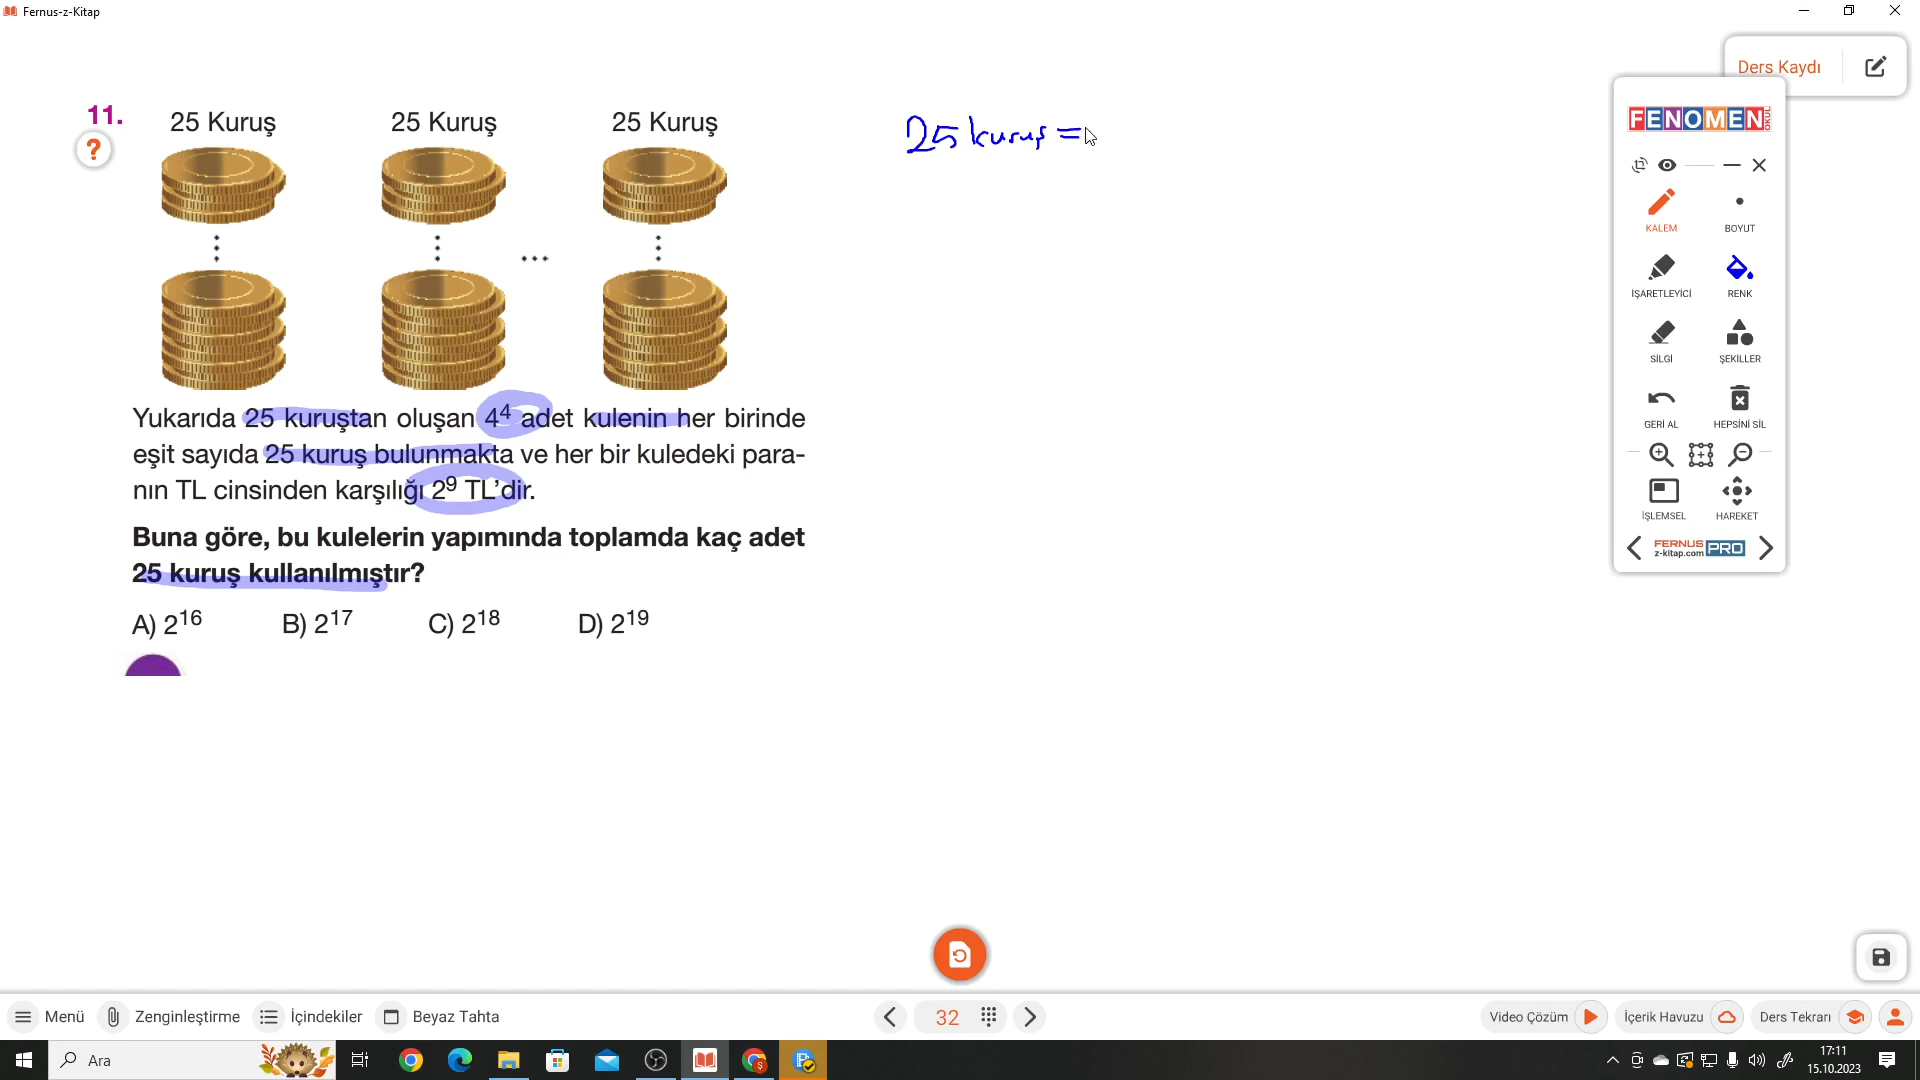 Fernus-z-Kitap
Ders Kaydı
11.
25 Kuruş 25 Kuruş 25 Kuruş
?
25 kuruş =
FENOMEN OKUL
KALEM BOYUT
İŞARETLEYİCİ RENK
SİLGİ ŞEKİLLER
GERİ AL HEPSİNİ SİL
İŞLEMSEL HAREKET
FERNUS z-kitap.com PRO
Yukarıda 25 kuruştan oluşan 4⁴ adet kulenin her birinde
eşit sayıda 25 kuruş bulunmakta ve her bir kuledeki para-
nın TL cinsinden karşılığı 2⁹ TL’dir.
Buna göre, bu kulelerin yapımında toplamda kaç adet
25 kuruş kullanılmıştır?
A) 2¹⁶ B) 2¹⁷ C) 2¹⁸ D) 2¹⁹
Menü Zenginleştirme İçindekiler Beyaz Tahta 32 Video Çözüm İçerik Havuzu Ders Tekrarı
Ara
17:11
15.10.2023